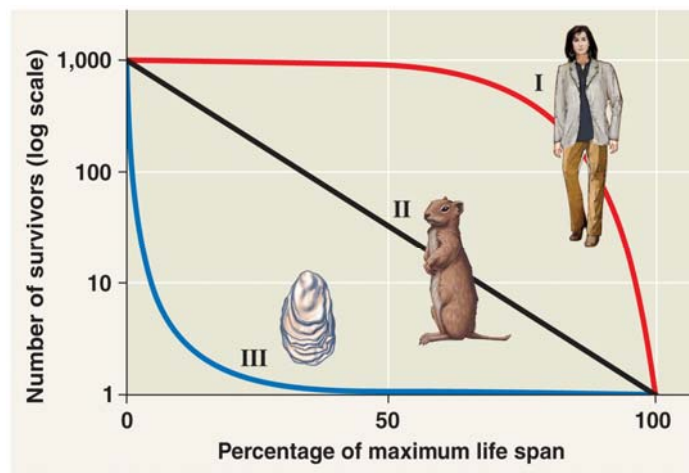 Number of survivors (log scale)
1,000
100
10
1
I
II
III
0
50
100
Percentage of maximum life span